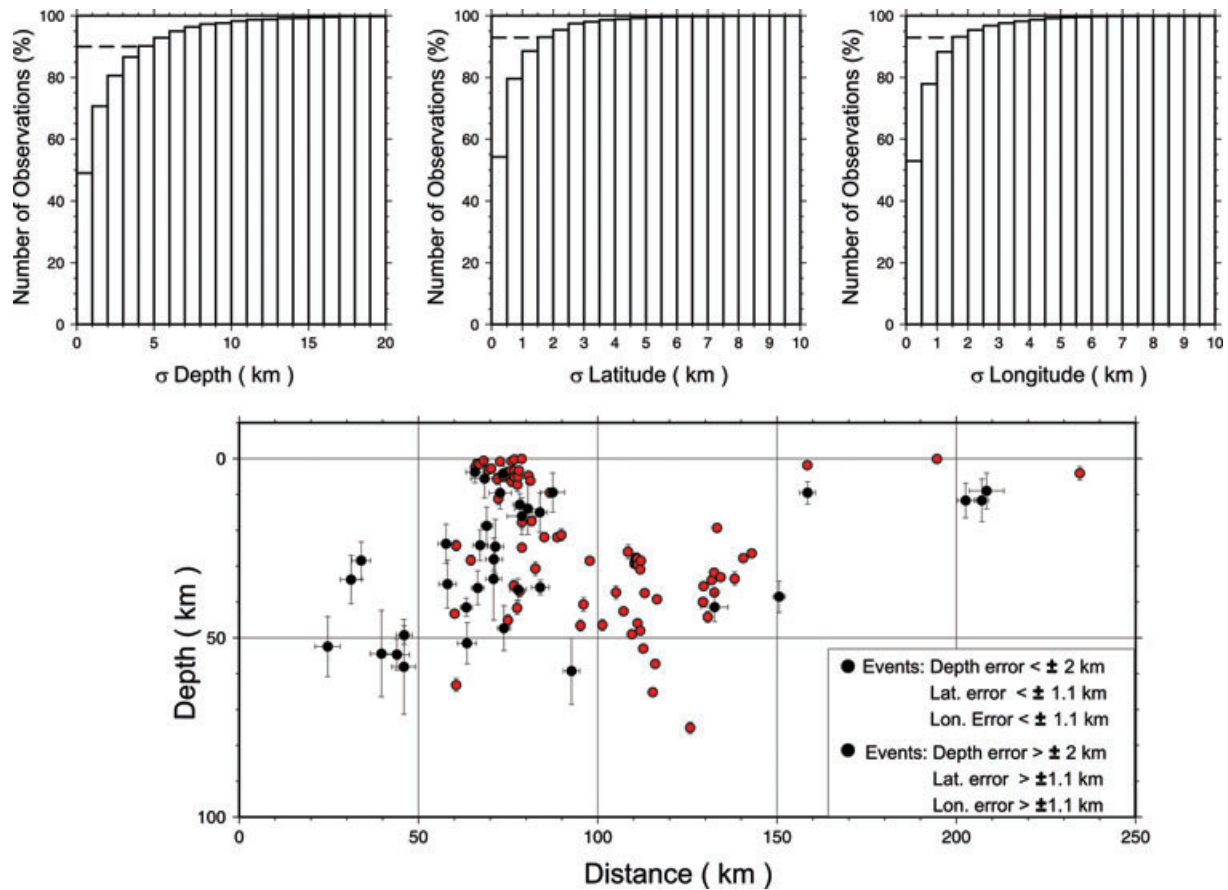 Number of Observations (%)
100
80
60
40
20
0
0 5 10 15 20
σ Depth ( km )
Number of Observations (%)
100
80
60
40
20
0
0 1 2 3 4 5 6 7 8 9 10
σ Latitude ( km )
Number of Observations (%)
100
80
60
40
20
0
0 1 2 3 4 5 6 7 8 9 10
σ Longitude ( km )
Depth ( km )
0
50
100
Events: Depth error < ± 2 km
Lat. error < ± 1.1 km
Lon. Error < ± 1.1 km
Events: Depth error > ± 2 km
Lat. error > ±1.1 km
Lon. error > ±1.1 km
0 50 100 150 200 250
Distance ( km )